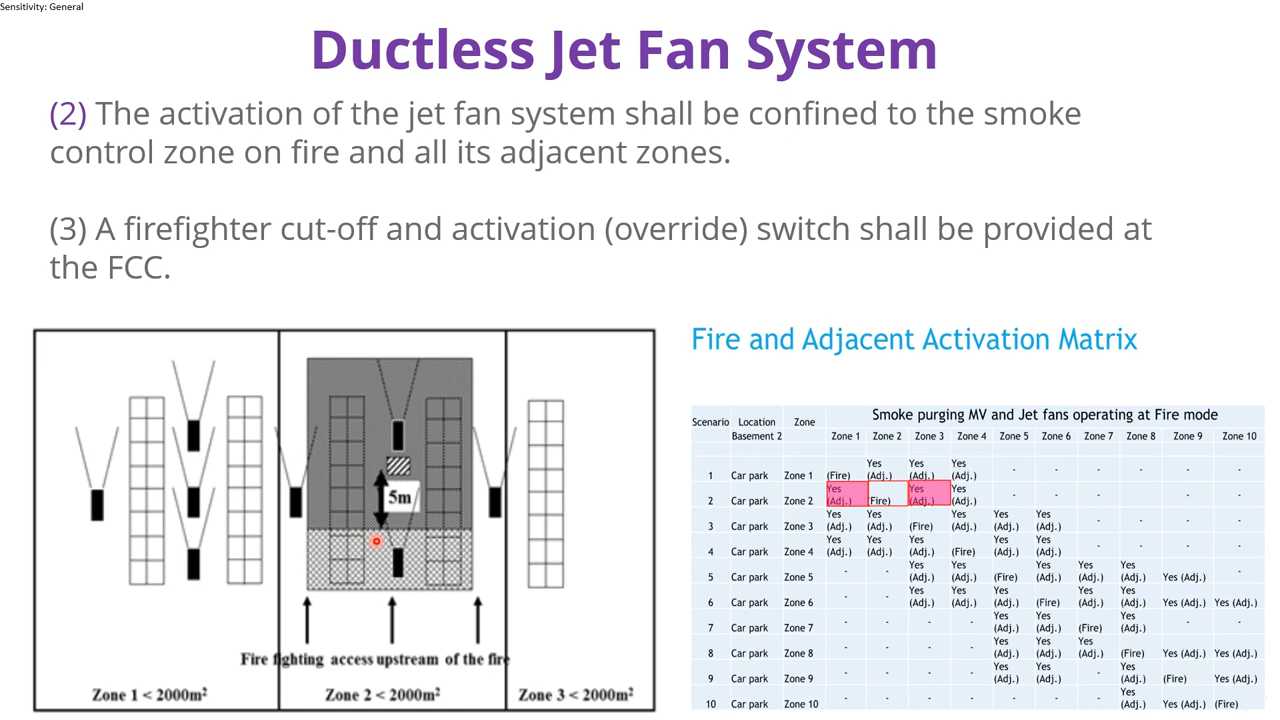 Sensitivity: General
Ductless Jet Fan System
(2) The activation of the jet fan system shall be confined to the smoke
control zone on fire and all its adjacent zones.
(3) A firefighter cut-off and activation (override) switch shall be provided at
the FCC.
5m
Fire fighting access upstream of the fire
Zone 1 < 2000m²
Zone 2 < 2000m²
Zone 3 < 2000m²
Fire and Adjacent Activation Matrix
Scenario Location Zone Smoke purging MV and Jet fans operating at Fire mode
Basement 2 Zone 1 Zone 2 Zone 3 Zone 4 Zone 5 Zone 6 Zone 7 Zone 8 Zone 9 Zone 10
1 Car park Zone 1 (Fire) Yes (Adj.) Yes (Adj.) Yes (Adj.) - - - - - -
2 Car park Zone 2 Yes (Adj.) (Fire) Yes (Adj.) Yes (Adj.) - - - - - -
3 Car park Zone 3 Yes (Adj.) Yes (Adj.) (Fire) Yes (Adj.) Yes (Adj.) Yes (Adj.) - - - -
4 Car park Zone 4 Yes (Adj.) Yes (Adj.) Yes (Adj.) (Fire) Yes (Adj.) Yes (Adj.) - - - -
5 Car park Zone 5 - - Yes (Adj.) Yes (Adj.) (Fire) Yes (Adj.) Yes (Adj.) Yes (Adj.) Yes (Adj.) -
6 Car park Zone 6 - - Yes (Adj.) Yes (Adj.) Yes (Adj.) (Fire) Yes (Adj.) Yes (Adj.) Yes (Adj.) Yes (Adj.)
7 Car park Zone 7 - - - - Yes (Adj.) Yes (Adj.) (Fire) Yes (Adj.) - -
8 Car park Zone 8 - - - - Yes (Adj.) Yes (Adj.) Yes (Adj.) (Fire) Yes (Adj.) Yes (Adj.)
9 Car park Zone 9 - - - - Yes (Adj.) Yes (Adj.) - Yes (Adj.) (Fire) Yes (Adj.)
10 Car park Zone 10 - - - - - - - Yes (Adj.) Yes (Adj.) (Fire)